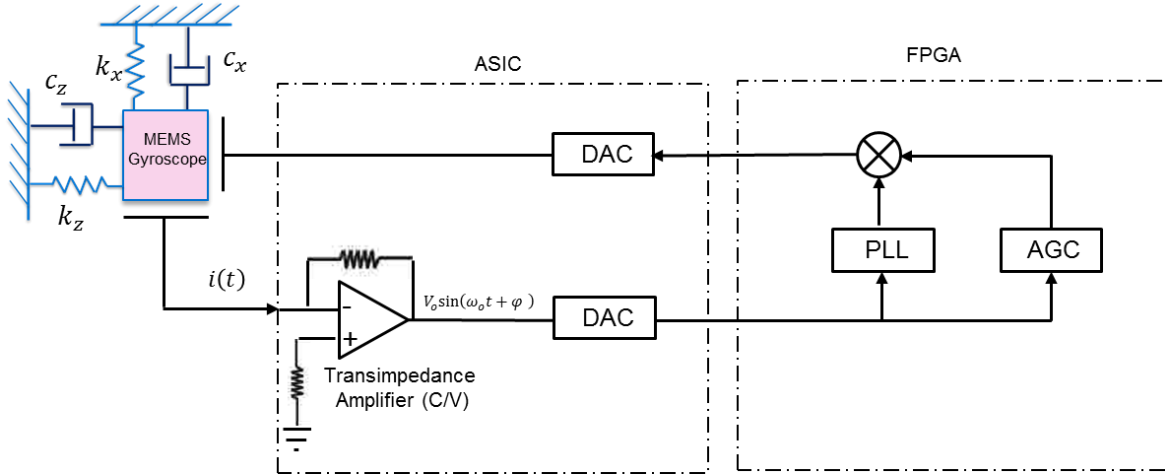 ASIC
FPGA
k_x
c_x
c_z
MEMS
Gyroscope
k_z
DAC
PLL
AGC
i(t)
-
+
V_o sin(ω_o t + φ )
DAC
Transimpedance
Amplifier (C/V)